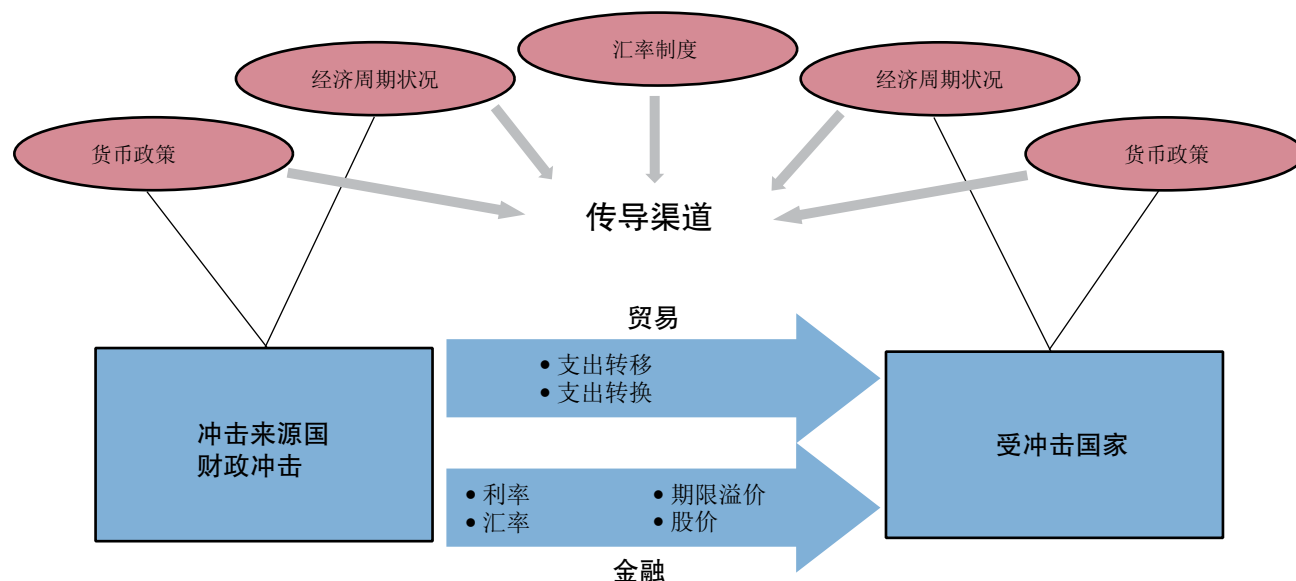 汇率制度
经济周期状况
经济周期状况
货币政策
货币政策
传导渠道
贸易
• 支出转移
• 支出转换
冲击来源国
财政冲击
受冲击国家
• 利率
• 期限溢价
• 汇率
• 股价
金融